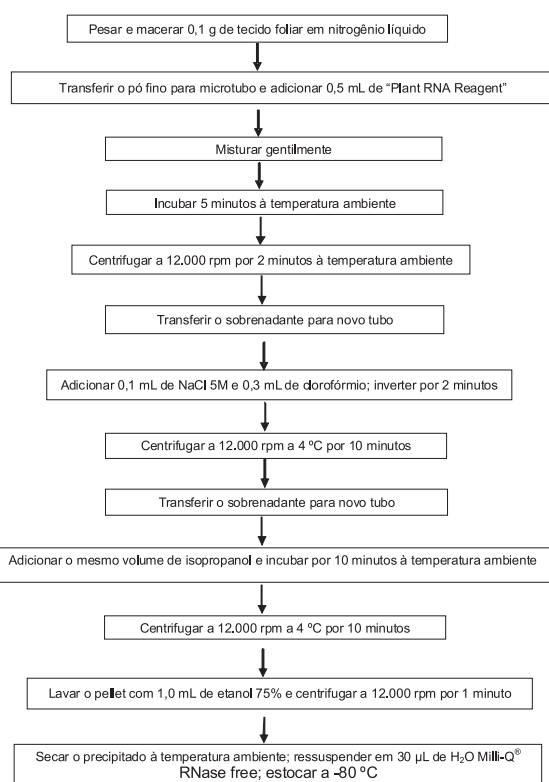 Pesar e macerar 0,1 g de tecido foliar em nitrogênio líquido
Transferir o pó fino para microtubo e adicionar 0,5 mL de “Plant RNA Reagent”
Misturar gentilmente
Incubar 5 minutos à temperatura ambiente
Centrifugar a 12.000 rpm por 2 minutos à temperatura ambiente
Transferir o sobrenadante para novo tubo
Adicionar 0,1 mL de NaCl 5M e 0,3 mL de clorofórmio; inverter por 2 minutos
Centrifugar a 12.000 rpm a 4 ºC por 10 minutos
Transferir o sobrenadante para novo tubo
Adicionar o mesmo volume de isopropanol e incubar por 10 minutos à temperatura ambiente
Centrifugar a 12.000 rpm a 4 ºC por 10 minutos
Lavar o pellet com 1,0 mL de etanol 75% e centrifugar a 12.000 rpm por 1 minuto
Secar o precipitado à temperatura ambiente; ressuspender em 30 µL de H₂O Milli-Q®
RNase free; estocar a -80 ºC